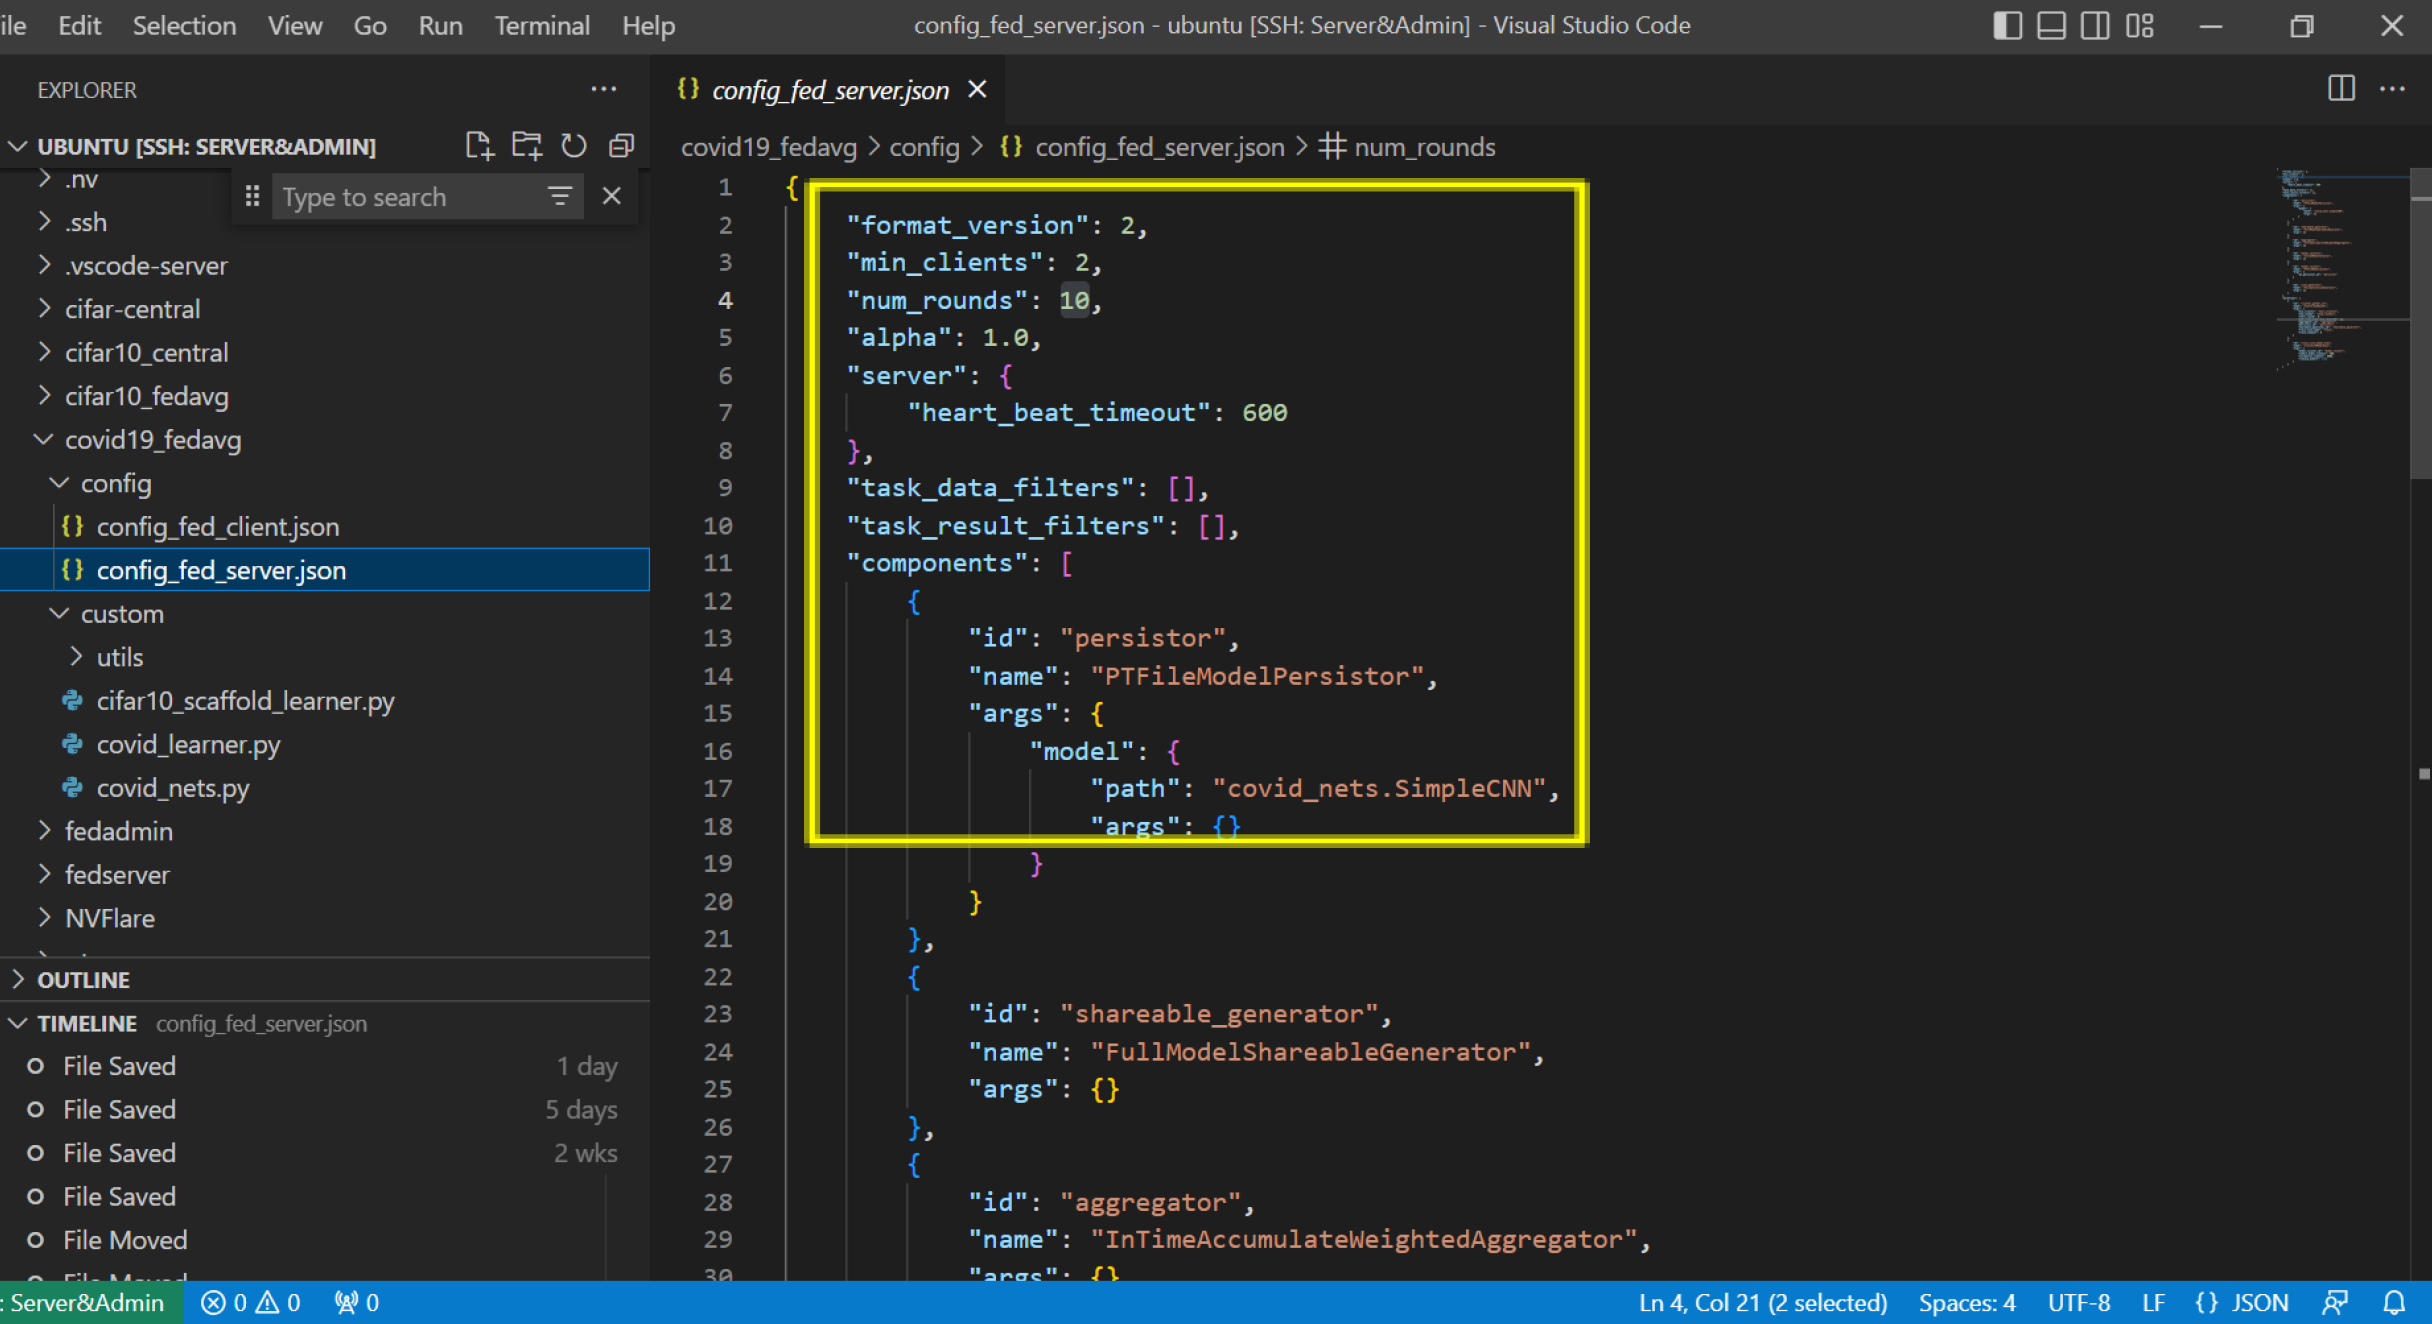 ile Edit Selection View Go Run Terminal Help
config_fed_server.json - ubuntu [SSH: Server&Admin] - Visual Studio Code
EXPLORER
UBUNTU [SSH: SERVER&ADMIN]
.nv
Type to search
.ssh
.vscode-server
cifar-central
cifar10_central
cifar10_fedavg
covid19_fedavg
config
{} config_fed_client.json
{} config_fed_server.json
custom
utils
cifar10_scaffold_learner.py
covid_learner.py
covid_nets.py
fedadmin
fedserver
NVFlare
OUTLINE
TIMELINE config_fed_server.json
File Saved 1 day
File Saved 5 days
File Saved 2 wks
File Saved
File Moved
File Moved
{} config_fed_server.json
covid19_fedavg > config > {} config_fed_server.json > # num_rounds
1 {
2 "format_version": 2,
3 "min_clients": 2,
4 "num_rounds": 10,
5 "alpha": 1.0,
6 "server": {
7 "heart_beat_timeout": 600
8 },
9 "task_data_filters": [],
10 "task_result_filters": [],
11 "components": [
12 {
13 "id": "persistor",
14 "name": "PTFileModelPersistor",
15 "args": {
16 "model": {
17 "path": "covid_nets.SimpleCNN",
18 "args": {}
19 }
20 }
21 },
22 {
23 "id": "shareable_generator",
24 "name": "FullModelShareableGenerator",
25 "args": {}
26 },
27 {
28 "id": "aggregator",
29 "name": "InTimeAccumulateWeightedAggregator",
30 "args": {}
: Server&Admin 0 0 0
Ln 4, Col 21 (2 selected) Spaces: 4 UTF-8 LF {} JSON